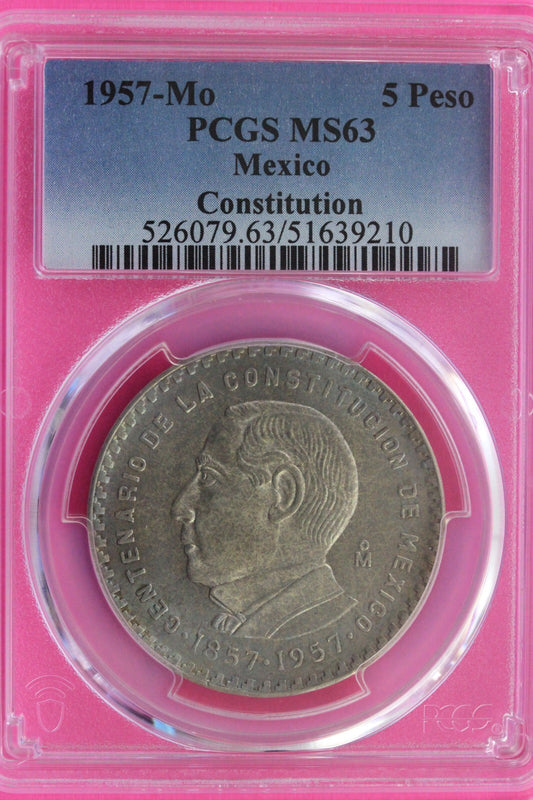 1957-Mo 5 Peso
PCGS MS63
Mexico
Constitution
526079.63/51639210
CENTENARIO DE LA CONSTITUCION DE MEXICO
Mo
·1857·1957·
PCGS